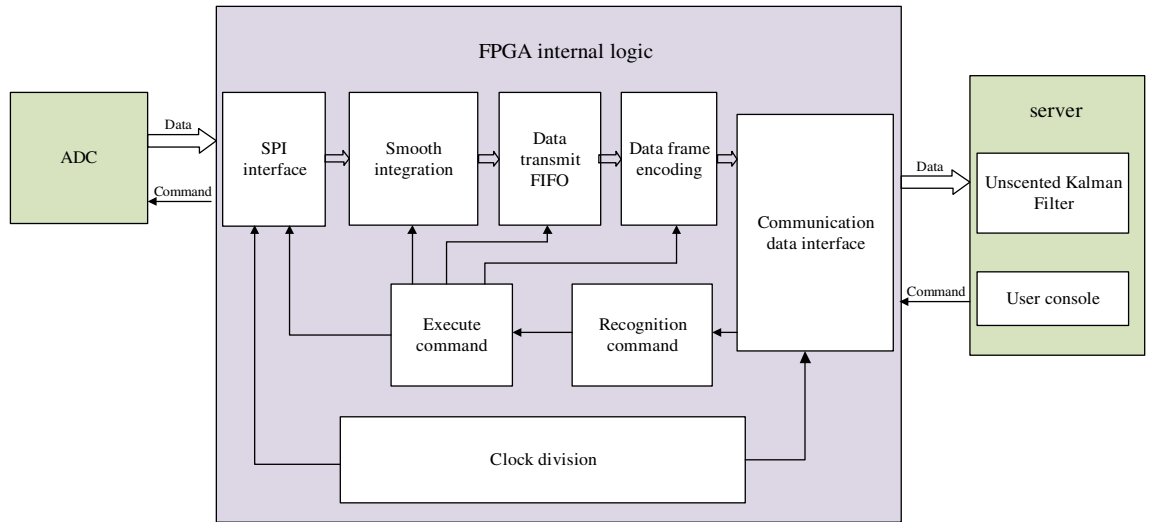 FPGA internal logic
ADC
Data
Command
SPI
interface
Smooth
integration
Data
transmit
FIFO
Data frame
encoding
Communication
data interface
Data
Command
server
Unscented Kalman
Filter
User console
Execute
command
Recognition
command
Clock division